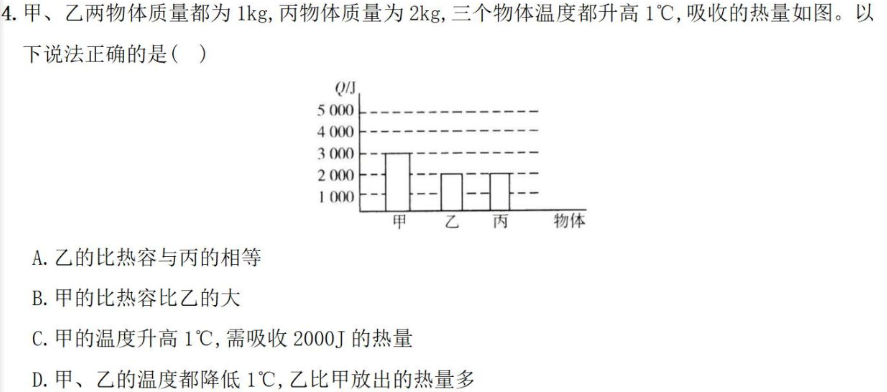 4. 甲、乙两物体质量都为 1kg,丙物体质量为 2kg,三个物体温度都升高 1℃,吸收的热量如图。以
下说法正确的是( )
Q/J
5 000
4 000
3 000
2 000
1 000
甲 乙 丙 物体
A. 乙的比热容与丙的相等
B. 甲的比热容比乙的大
C. 甲的温度升高 1℃,需吸收 2000J 的热量
D. 甲、乙的温度都降低 1℃,乙比甲放出的热量多